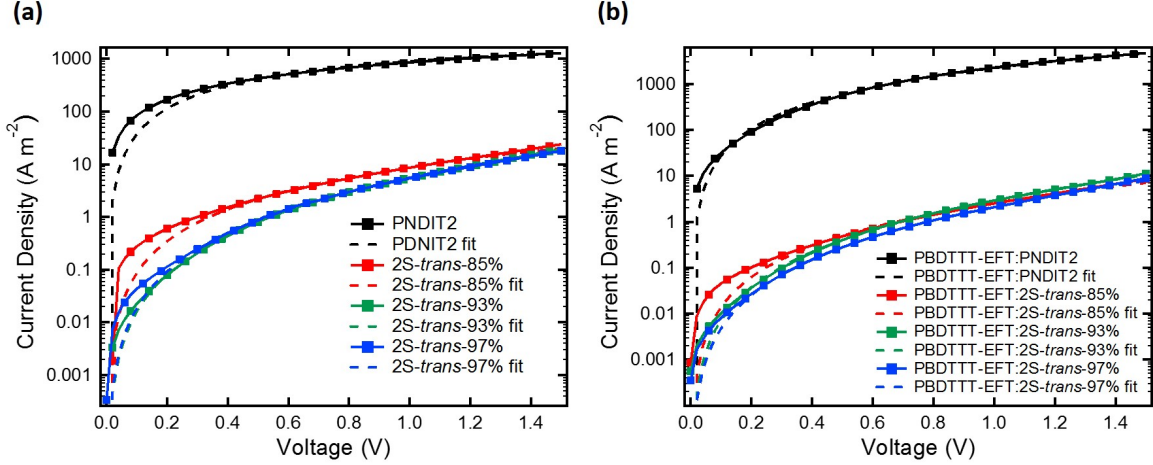 (a)
Current Density (A m-2)
1000
100
10
1
0.1
0.01
0.001
PNDIT2
PDNIT2 fit
2S-trans-85%
2S-trans-85% fit
2S-trans-93%
2S-trans-93% fit
2S-trans-97%
2S-trans-97% fit
0.0 0.2 0.4 0.6 0.8 1.0 1.2 1.4
Voltage (V)
(b)
Current Density (A m-2)
1000
100
10
1
0.1
0.01
0.001
PBDTTT-EFT:PNDIT2
PBDTTT-EFT:PNDIT2 fit
PBDTTT-EFT:2S-trans-85%
PBDTTT-EFT:2S-trans-85% fit
PBDTTT-EFT:2S-trans-93%
PBDTTT-EFT:2S-trans-93% fit
PBDTTT-EFT:2S-trans-97%
PBDTTT-EFT:2S-trans-97% fit
0.0 0.2 0.4 0.6 0.8 1.0 1.2 1.4
Voltage (V)